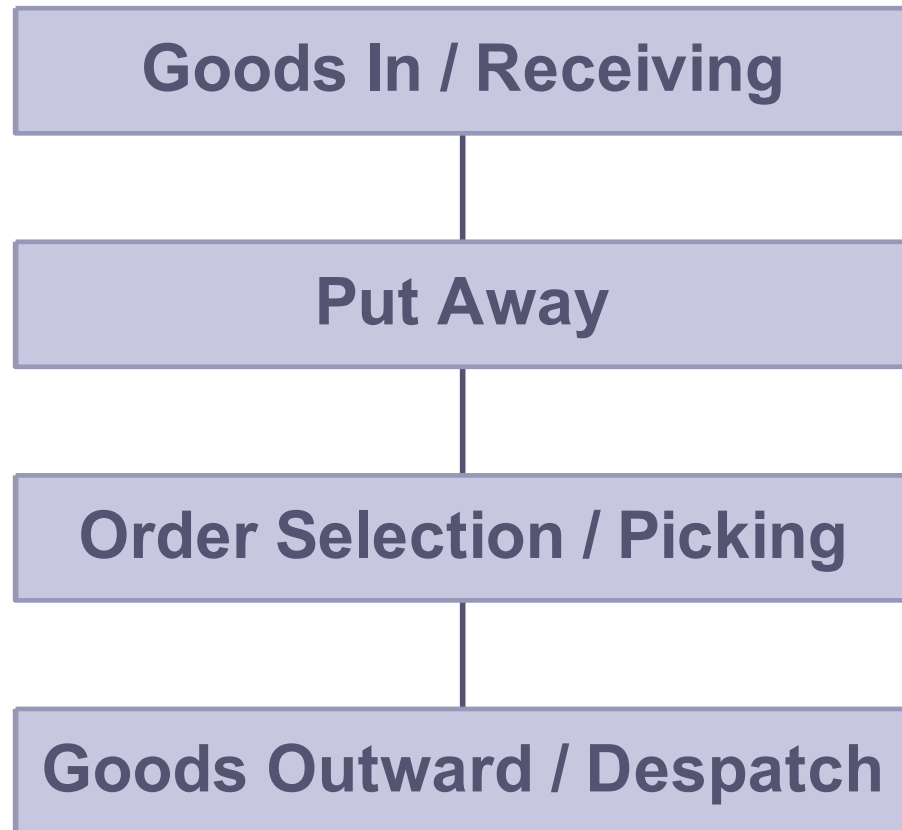 Goods In / Receiving
Put Away
Order Selection / Picking
Goods Outward / Despatch